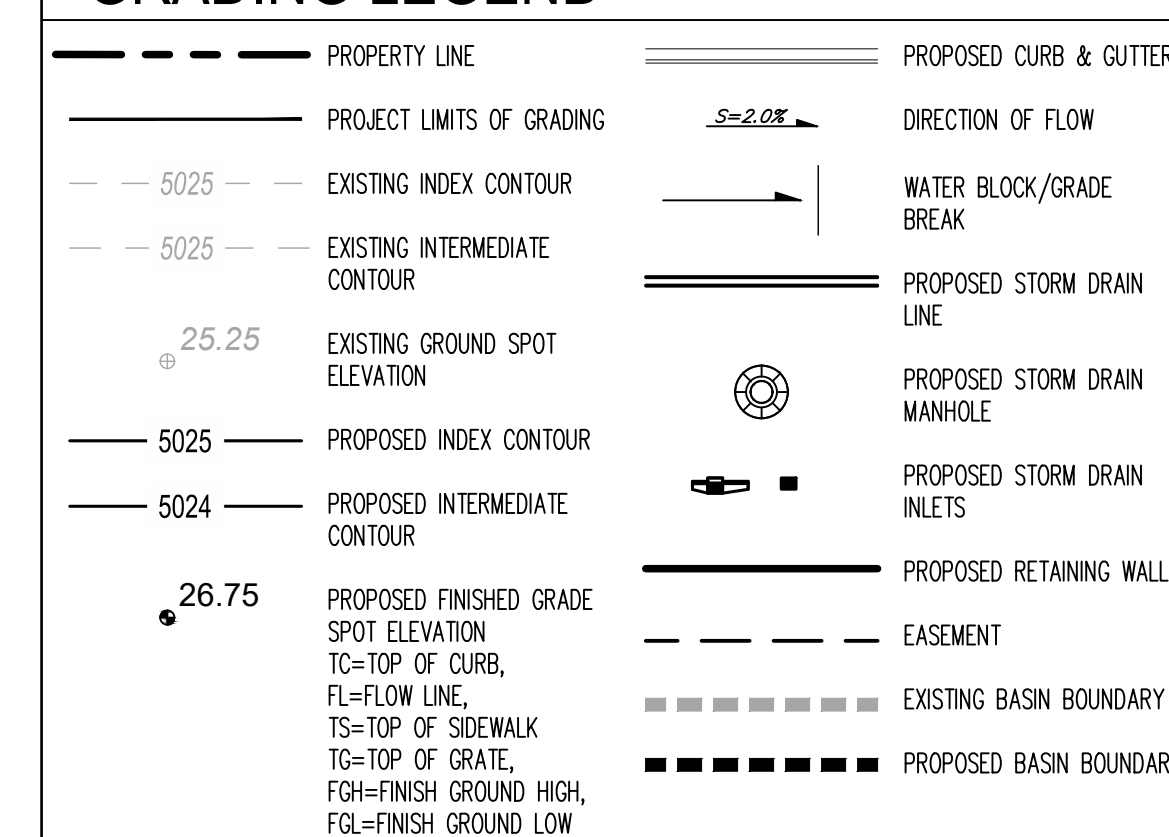 GRADING LEGEND
PROPERTY LINE
PROJECT LIMITS OF GRADING
5025
EXISTING INDEX CONTOUR
5025
EXISTING INTERMEDIATE
CONTOUR
25.25
EXISTING GROUND SPOT
ELEVATION
5025
PROPOSED INDEX CONTOUR
5024
PROPOSED INTERMEDIATE
CONTOUR
26.75
PROPOSED FINISHED GRADE
SPOT ELEVATION
TC=TOP OF CURB,
FL=FLOW LINE,
TS=TOP OF SIDEWALK
TG=TOP OF GRATE,
FGH=FINISH GROUND HIGH,
FGL=FINISH GROUND LOW
PROPOSED CURB & GUTTER
S=2.0%
DIRECTION OF FLOW
WATER BLOCK/GRADE
BREAK
PROPOSED STORM DRAIN
LINE
PROPOSED STORM DRAIN
MANHOLE
PROPOSED STORM DRAIN
INLETS
PROPOSED RETAINING WALL
EASEMENT
EXISTING BASIN BOUNDARY
PROPOSED BASIN BOUNDAR